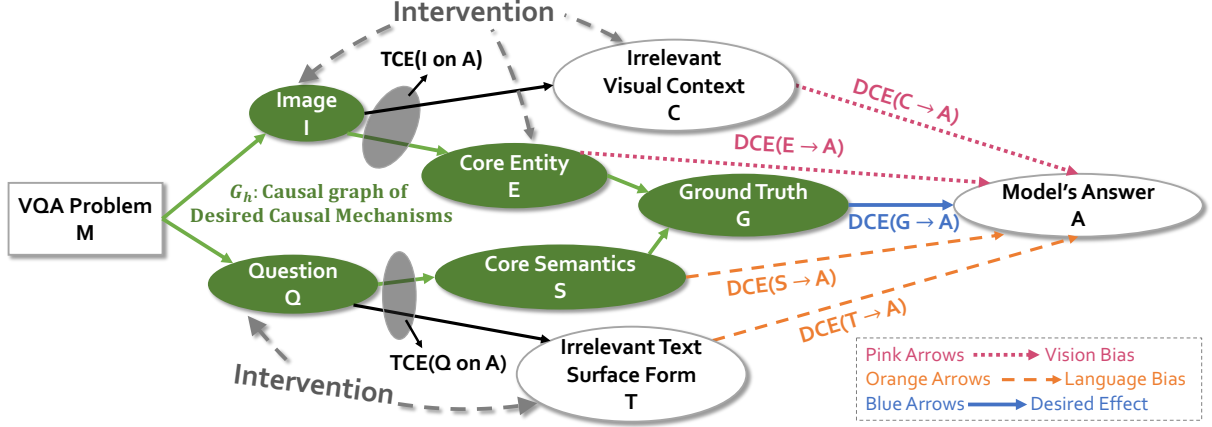 Intervention
TCE(I on A)
Irrelevant
Visual Context
C
Image
I
DCE(C → A)
DCE(E → A)
Core Entity
E
VQA Problem
M
G_h: Causal graph of
Desired Causal Mechanisms
Ground Truth
G
DCE(G → A)
Model's Answer
A
Question
Q
Core Semantics
S
DCE(S → A)
DCE(T → A)
TCE(Q on A)
Intervention
Irrelevant Text
Surface Form
T
Pink Arrows Vision Bias
Orange Arrows Language Bias
Blue Arrows Desired Effect